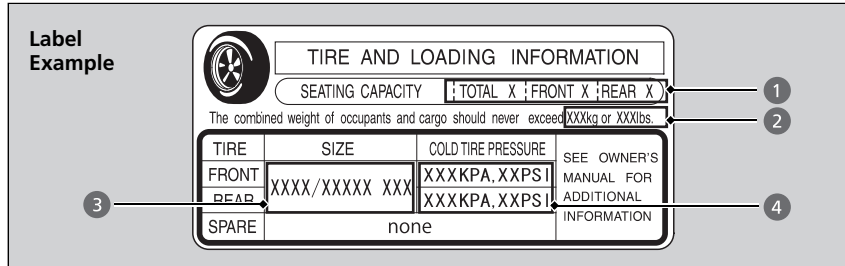 Label
Example
TIRE AND LOADING INFORMATION
SEATING CAPACITY TOTAL X FRONT X REAR X
1
The combined weight of occupants and cargo should never exceed XXXkg or XXXlbs.
2
TIRE SIZE COLD TIRE PRESSURE
SEE OWNER'S
MANUAL FOR
ADDITIONAL
INFORMATION
FRONT XXXX/XXXXX XXX XXXKPA,XXPSI
REAR XXXKPA,XXPSI
3
4
SPARE none